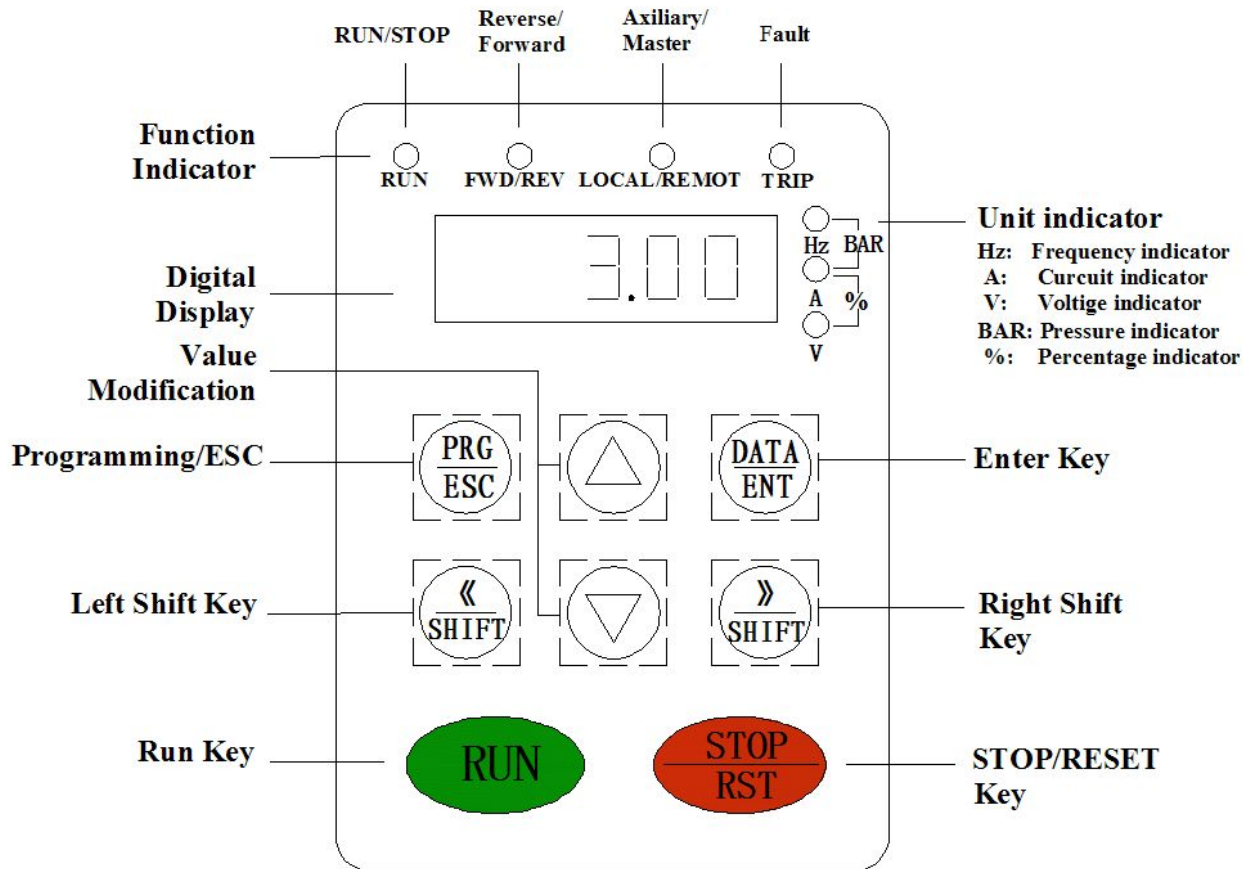 RUN/STOP
Reverse/
Forward
Axiliary/
Master
Fault
Function
Indicator
RUN
FWD/REV
LOCAL/REMOT
TRIP
Digital
Display
3.00
Hz
BAR
A
%
V
Unit indicator
Hz: Frequency indicator
A: Curcuit indicator
V: Voltige indicator
BAR: Pressure indicator
%: Percentage indicator
Value
Modification
Programming/ESC
PRG
ESC
DATA
ENT
Enter Key
Left Shift Key
《
SHIFT
》
SHIFT
Right Shift
Key
Run Key
RUN
STOP
RST
STOP/RESET
Key